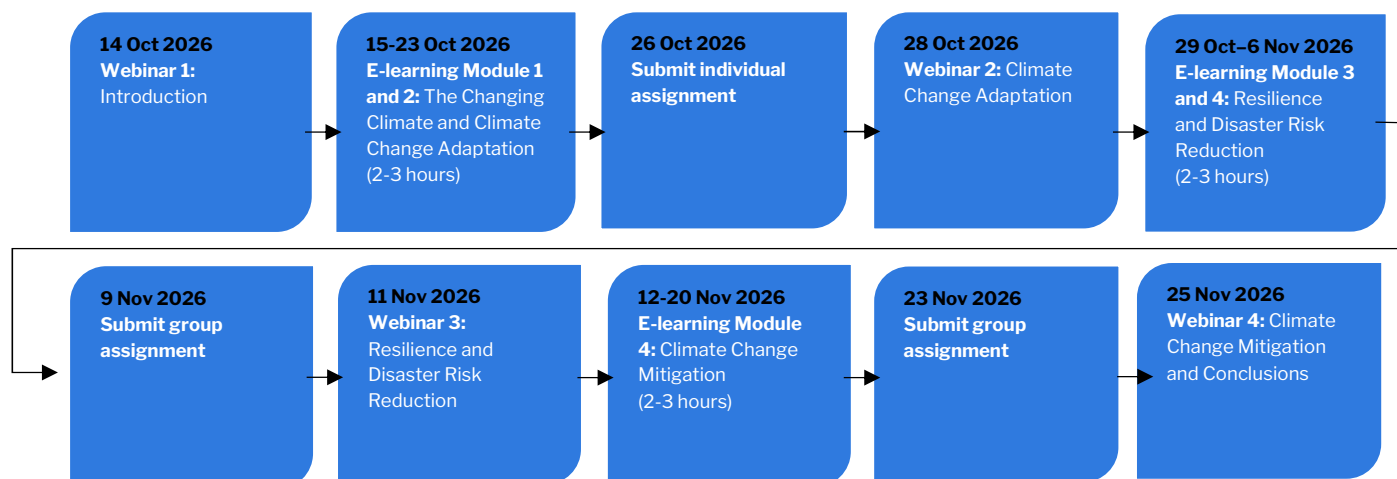 14 Oct 2026
Webinar 1:
Introduction
15-23 Oct 2026
E-learning Module 1
and 2: The Changing
Climate and Climate
Change Adaptation
(2-3 hours)
26 Oct 2026
Submit individual
assignment
28 Oct 2026
Webinar 2: Climate
Change Adaptation
29 Oct–6 Nov 2026
E-learning Module 3
and 4: Resilience
and Disaster Risk
Reduction
(2-3 hours)
9 Nov 2026
Submit group
assignment
11 Nov 2026
Webinar 3:
Resilience and
Disaster Risk
Reduction
12-20 Nov 2026
E-learning Module
4: Climate Change
Mitigation
(2-3 hours)
23 Nov 2026
Submit group
assignment
25 Nov 2026
Webinar 4: Climate
Change Mitigation
and Conclusions